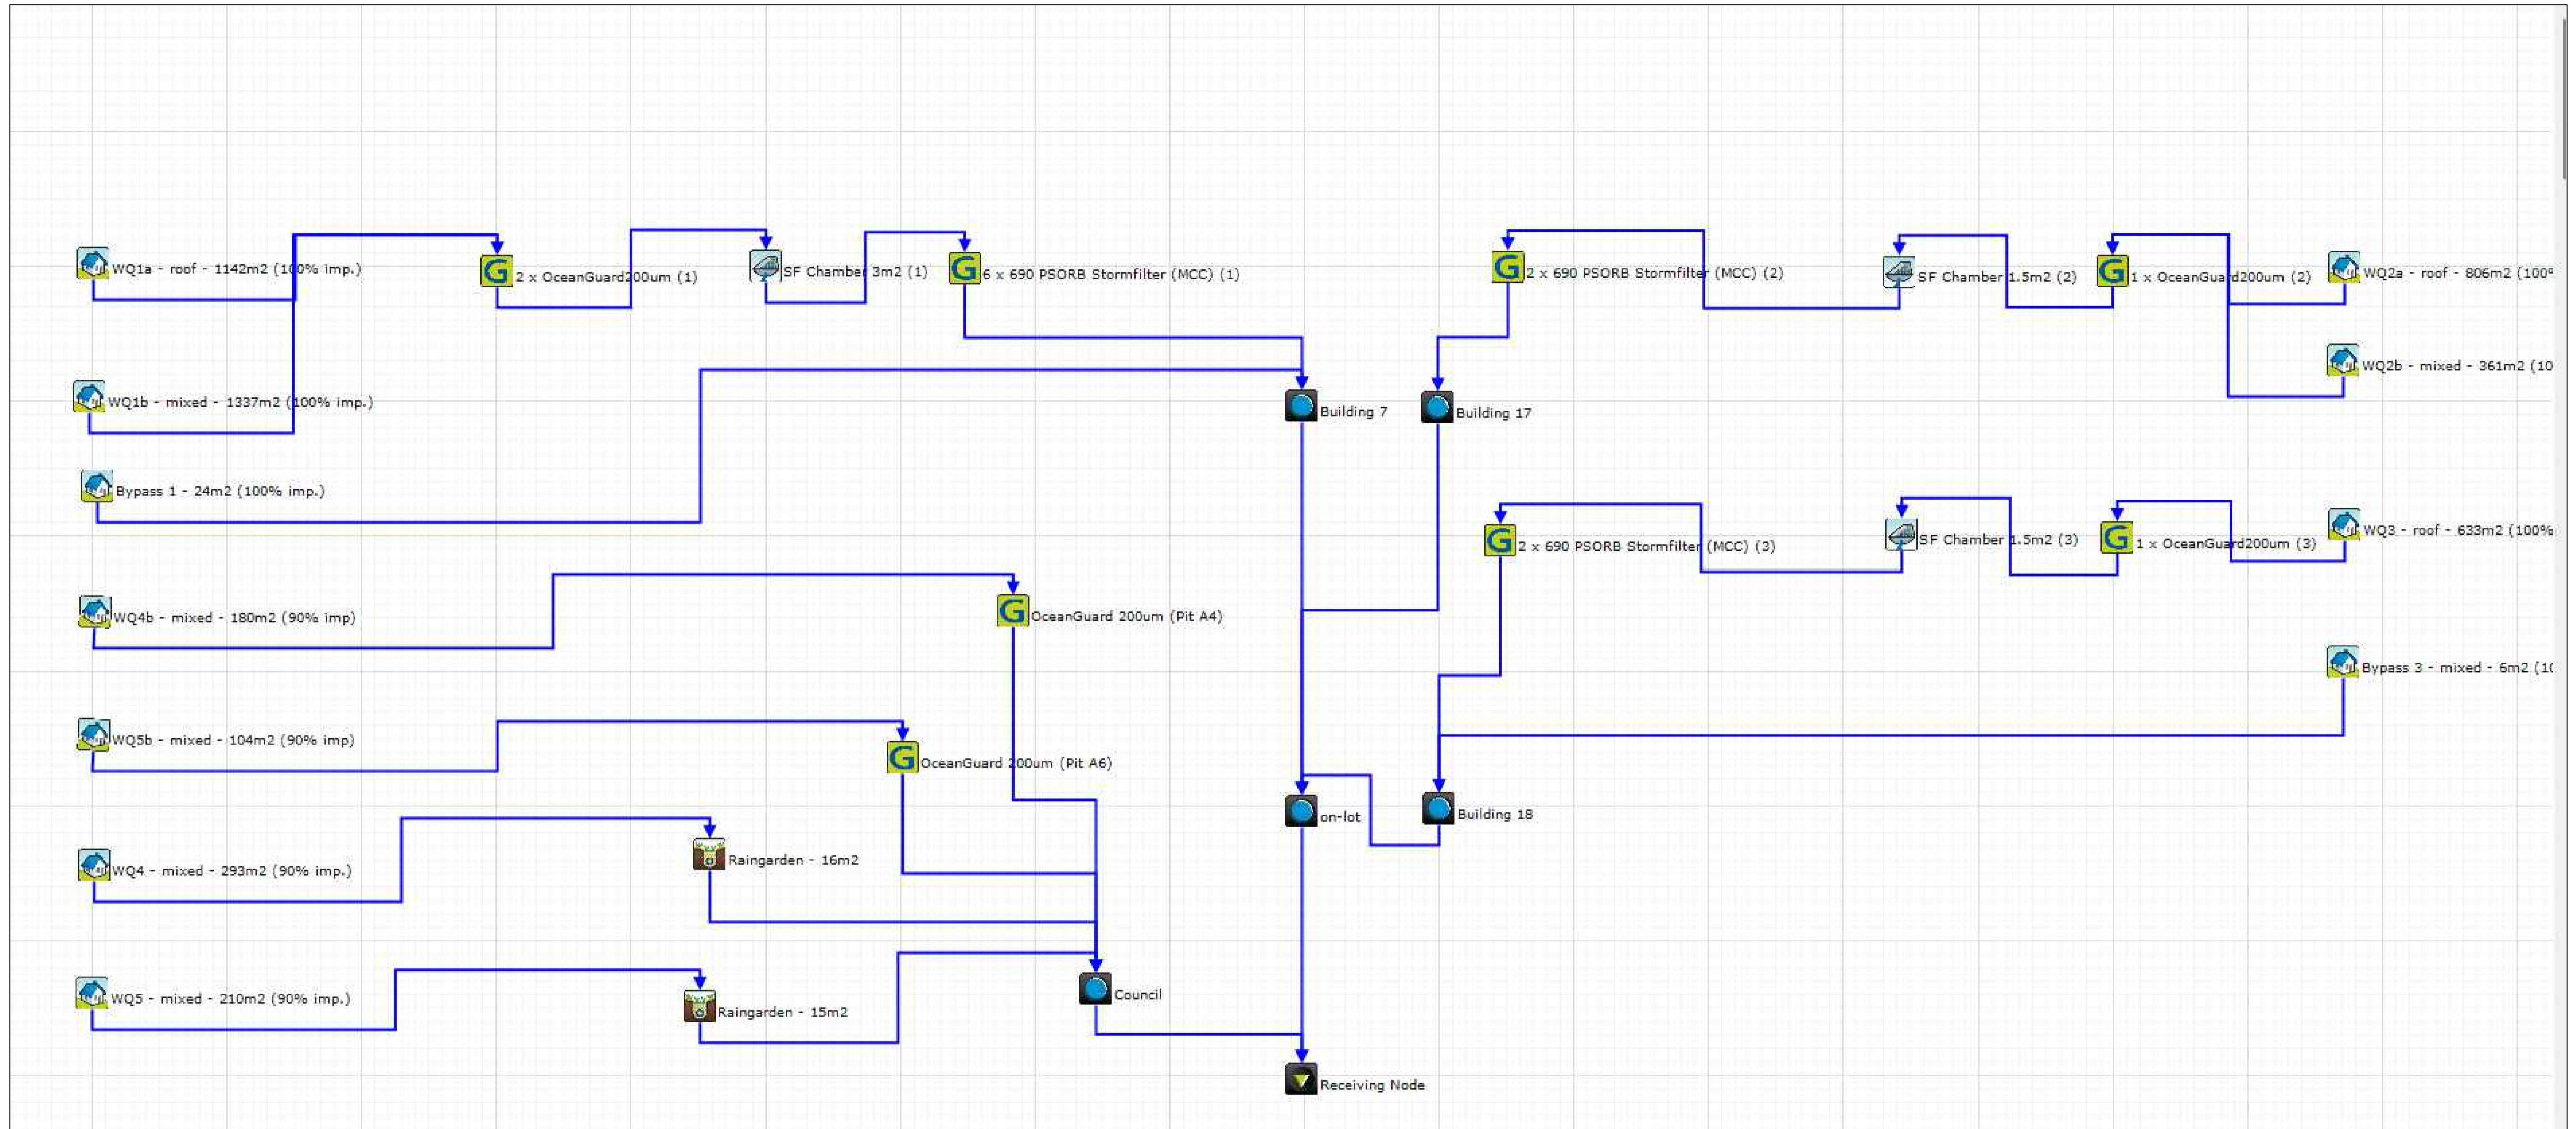 WQ1a - roof - 1142m2 (100% imp.)
2 x OceanGuard200um (1)
SF Chamber 3m2 (1)
6 x 690 PSORB Stormfilter (MCC) (1)
2 x 690 PSORB Stormfilter (MCC) (2)
SF Chamber 1.5m2 (2)
1 x OceanGuard200um (2)
WQ2a - roof - 806m2 (100%
WQ2b - mixed - 361m2 (10
WQ1b - mixed - 1337m2 (100% imp.)
Building 7
Building 17
Bypass 1 - 24m2 (100% imp.)
2 x 690 PSORB Stormfilter (MCC) (3)
SF Chamber 1.5m2 (3)
1 x OceanGuard200um (3)
WQ3 - roof - 633m2 (100%
WQ4b - mixed - 180m2 (90% imp)
OceanGuard 200um (Pit A4)
Bypass 3 - mixed - 6m2 (10
WQ5b - mixed - 104m2 (90% imp)
OceanGuard 200um (Pit A6)
on-lot
Building 18
WQ4 - mixed - 293m2 (90% imp.)
Raingarden - 16m2
WQ5 - mixed - 210m2 (90% imp.)
Raingarden - 15m2
Council
Receiving Node